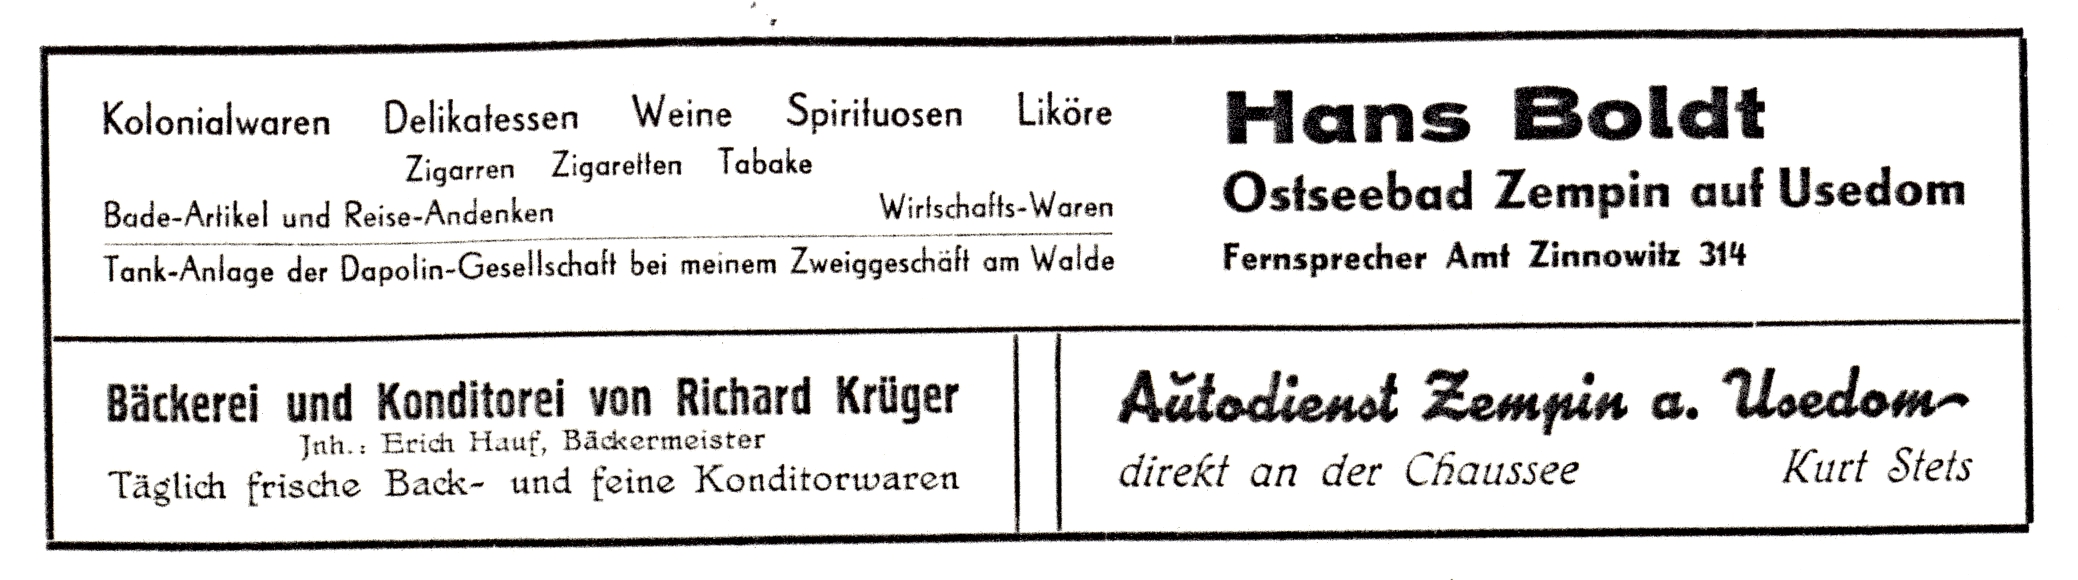 Kolonialwaren Delikatessen Weine Spirituosen Liköre
Zigarren Zigaretten Tabake
Bade-Artikel und Reise-Andenken Wirtschafts-Waren
Tank-Anlage der Dapolin-Gesellschaft bei meinem Zweiggeschäft am Walde
Hans Boldt
Ostseebad Zempin auf Usedom
Fernsprecher Amt Zinnowitz 314
Bäckerei und Konditorei von Richard Krüger
Jnh.: Erich Hauf, Bäckermeister
Täglich frische Back- und feine Konditorwaren
Autodienst Zempin a. Usedom
direkt an der Chaussee Kurt Stets